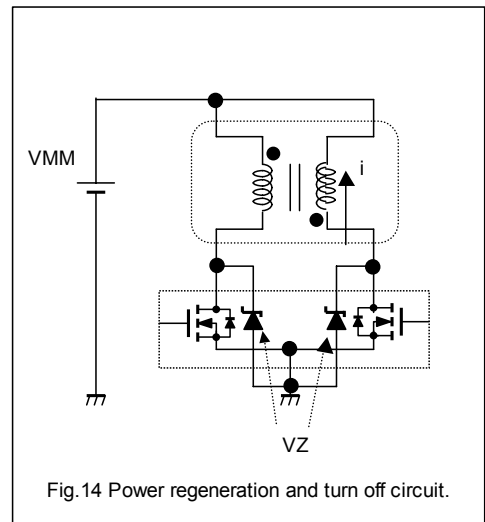 VMM
i
VZ
Fig.14 Power regeneration and turn off circuit.